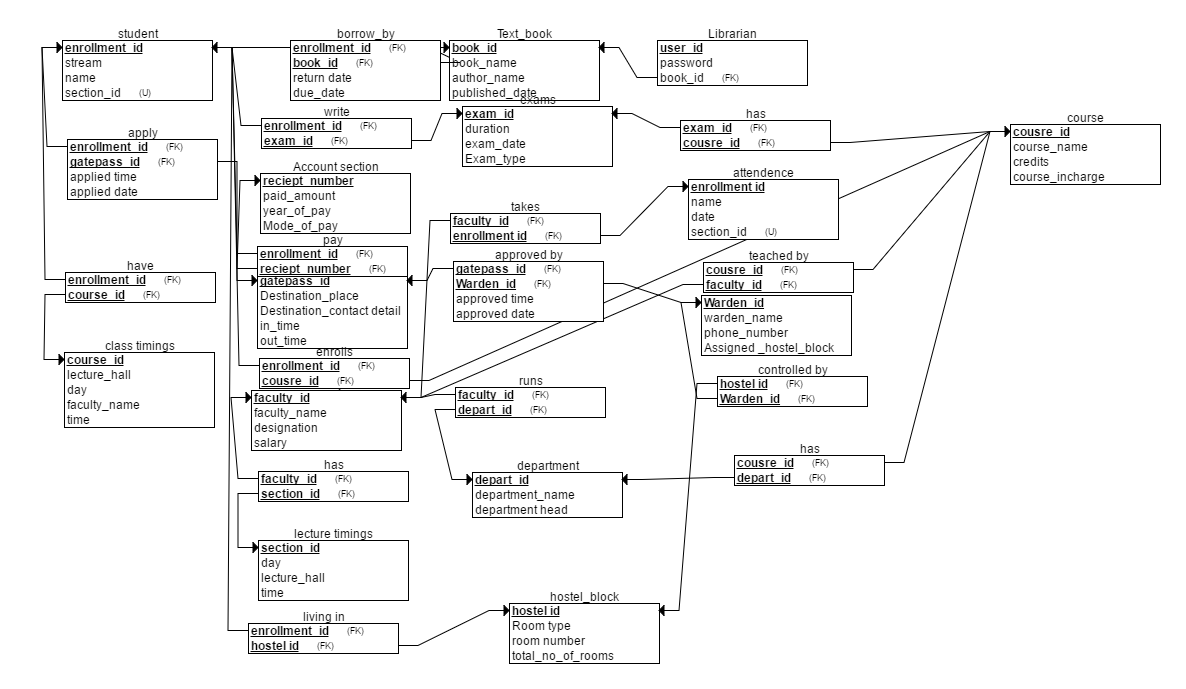 student
enrollment_id
stream
name
section_id (U)
borrow_by
enrollment_id (FK)
book_id (FK)
return date
due_date
Text_book
book_id
book_name
author_name
published_date
Librarian
user_id
password
book_id (FK)
write
enrollment_id (FK)
exam_id (FK)
exams
exam_id
duration
exam_date
Exam_type
has
exam_id (FK)
cousre_id (FK)
course
cousre_id
course_name
credits
course_incharge
apply
enrollment_id (FK)
gatepass_id (FK)
applied time
applied date
Account section
reciept_number
paid_amount
year_of_pay
Mode_of_pay
attendence
enrollment id
name
date
section_id (U)
takes
faculty_id (FK)
enrollment id (FK)
pay
enrollment_id (FK)
reciept_number (FK)
gatepass_id
Destination_place
Destination_contact detail
in_time
out_time
approved by
gatepass_id (FK)
Warden_id (FK)
approved time
approved date
teached by
cousre_id (FK)
faculty_id (FK)
Warden_id
warden_name
phone_number
Assigned _hostel_block
have
enrollment_id (FK)
course_id (FK)
class timings
course_id
lecture_hall
day
faculty_name
time
enrolls
enrollment_id (FK)
cousre_id (FK)
faculty_id
faculty_name
designation
salary
runs
faculty_id (FK)
depart_id (FK)
controlled by
hostel id (FK)
Warden_id (FK)
has
faculty_id (FK)
section_id (FK)
department
depart_id
department_name
department head
has
cousre_id (FK)
depart_id (FK)
lecture timings
section_id
day
lecture_hall
time
living in
enrollment_id (FK)
hostel id (FK)
hostel_block
hostel id
Room type
room number
total_no_of_rooms